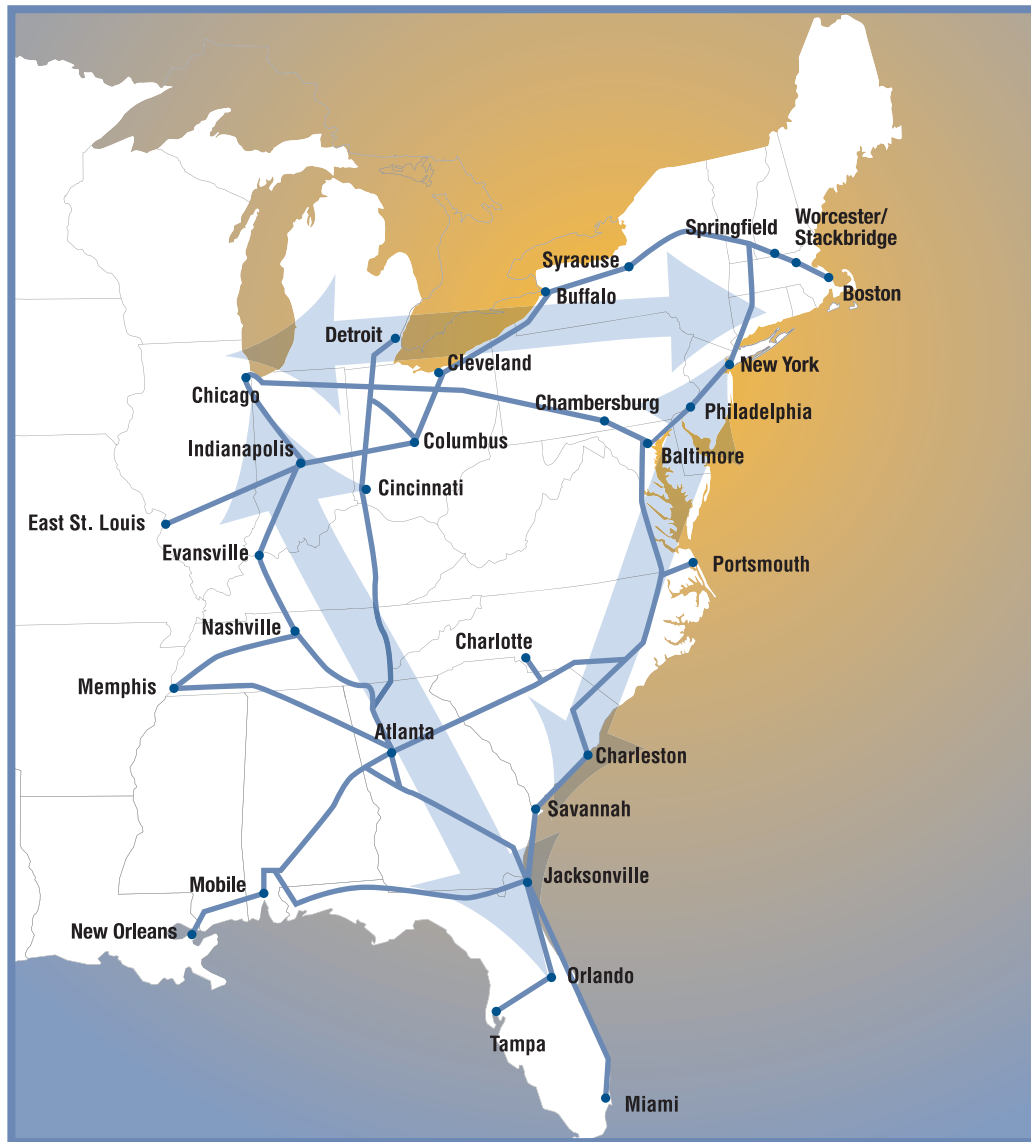 Springfield
Worcester/
Stackbridge
Syracuse
Buffalo
Boston
Detroit
Cleveland
New York
Chicago
Chambersburg
Philadelphia
Columbus
Indianapolis
Baltimore
Cincinnati
East St. Louis
Evansville
Portsmouth
Nashville
Charlotte
Memphis
Atlanta
Charleston
Savannah
Jacksonville
Mobile
New Orleans
Orlando
Tampa
Miami